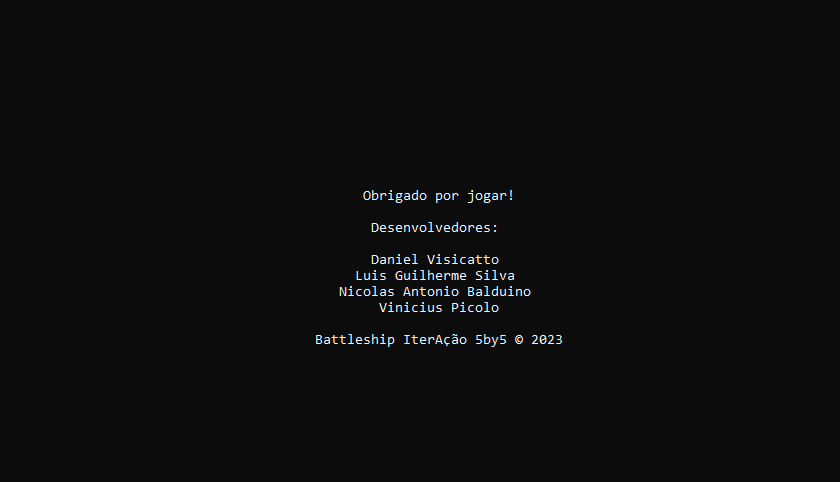 Obrigado por jogar!
Desenvolvedores:
Daniel Visicatto
Luis Guilherme Silva
Nicolas Antonio Balduino
Vinicius Picolo
Battleship IterAção 5by5 © 2023